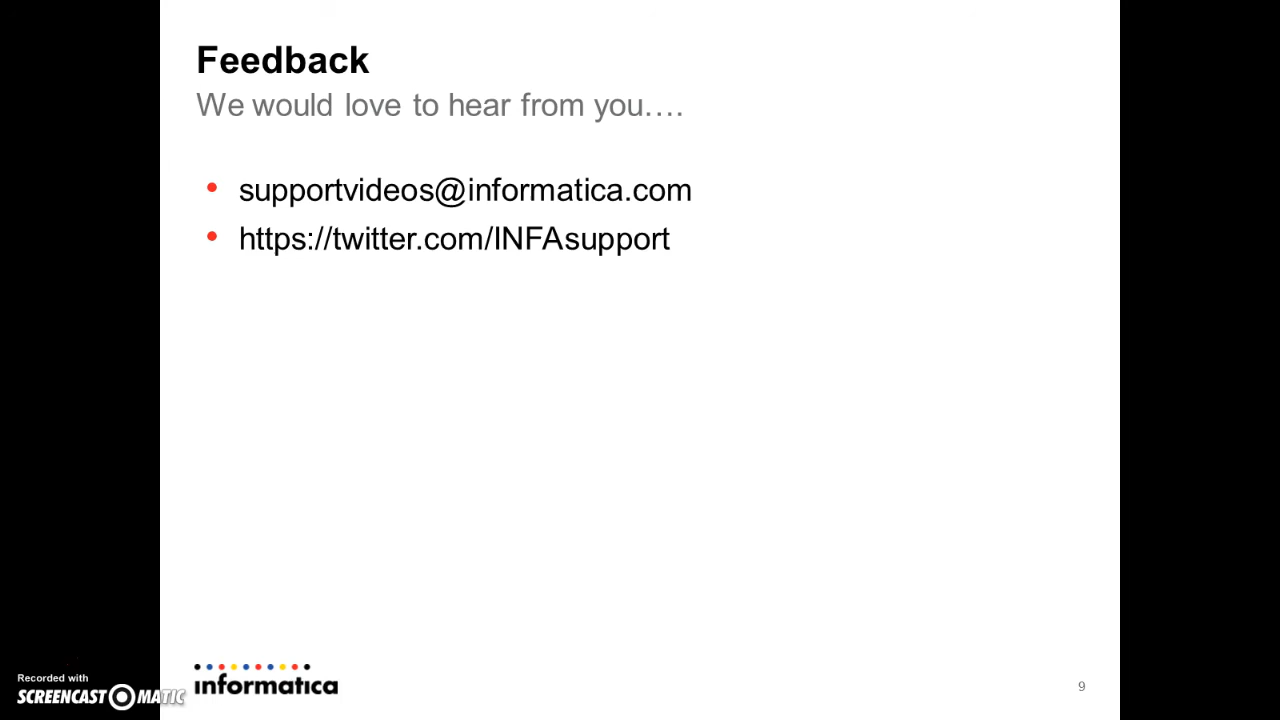 Feedback
We would love to hear from you….
• supportvideos@informatica.com
• https://twitter.com/INFAsupport
Recorded with
SCREENCAST MATIC
informatica
9